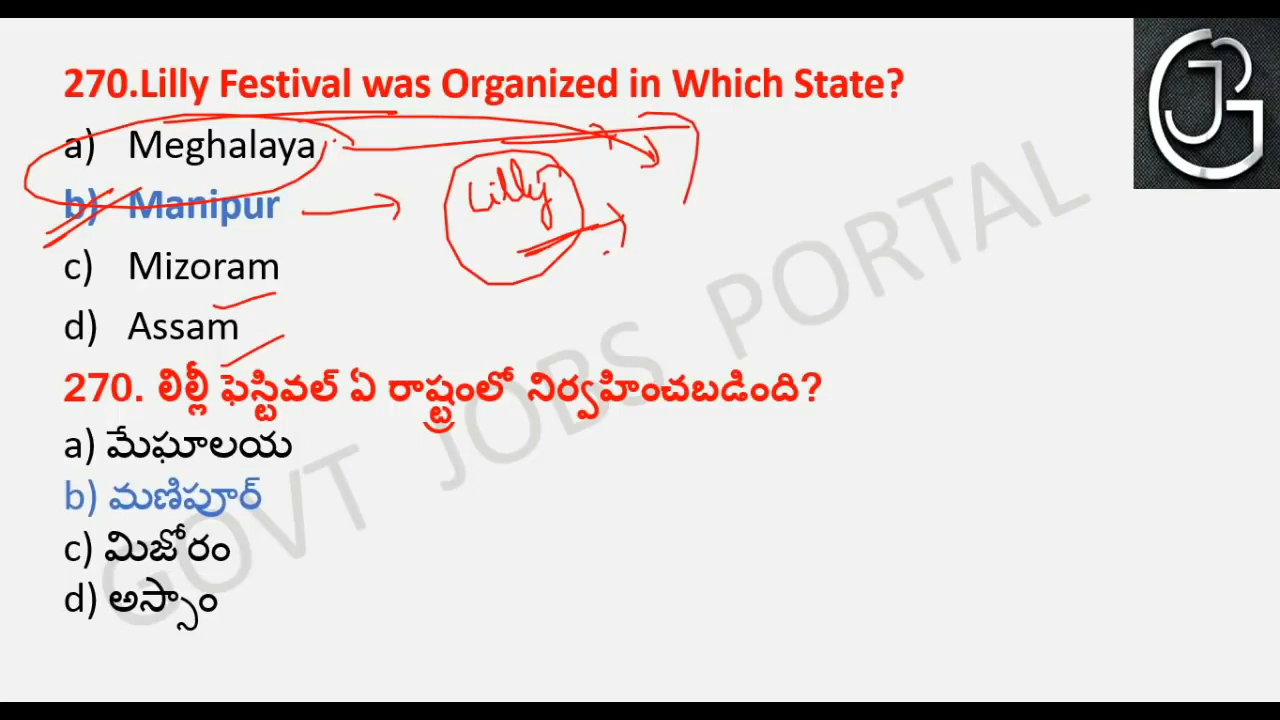 270.Lilly Festival was Organized in Which State?
a) Meghalaya
b) Manipur
Lilly
c) Mizoram
d) Assam
270. లిల్లీ ఫెస్టివల్ ఏ రాష్ట్రంలో నిర్వహించబడింది?
a) మేఘాలయ
b) మణిపూర్
c) మిజోరం
d) అస్సాం
GOVT JOBS PORTAL
GJP